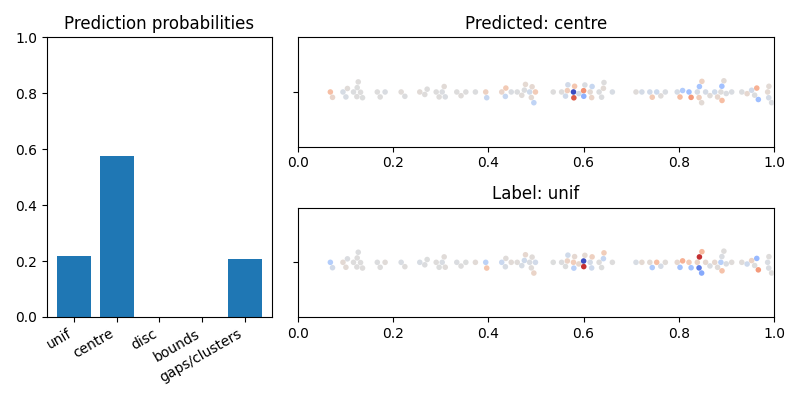 Prediction probabilities
1.0
0.8
0.6
0.4
0.2
0.0
unif
centre
disc
bounds
gaps/clusters
Predicted: centre
0.0 0.2 0.4 0.6 0.8 1.0
Label: unif
0.0 0.2 0.4 0.6 0.8 1.0